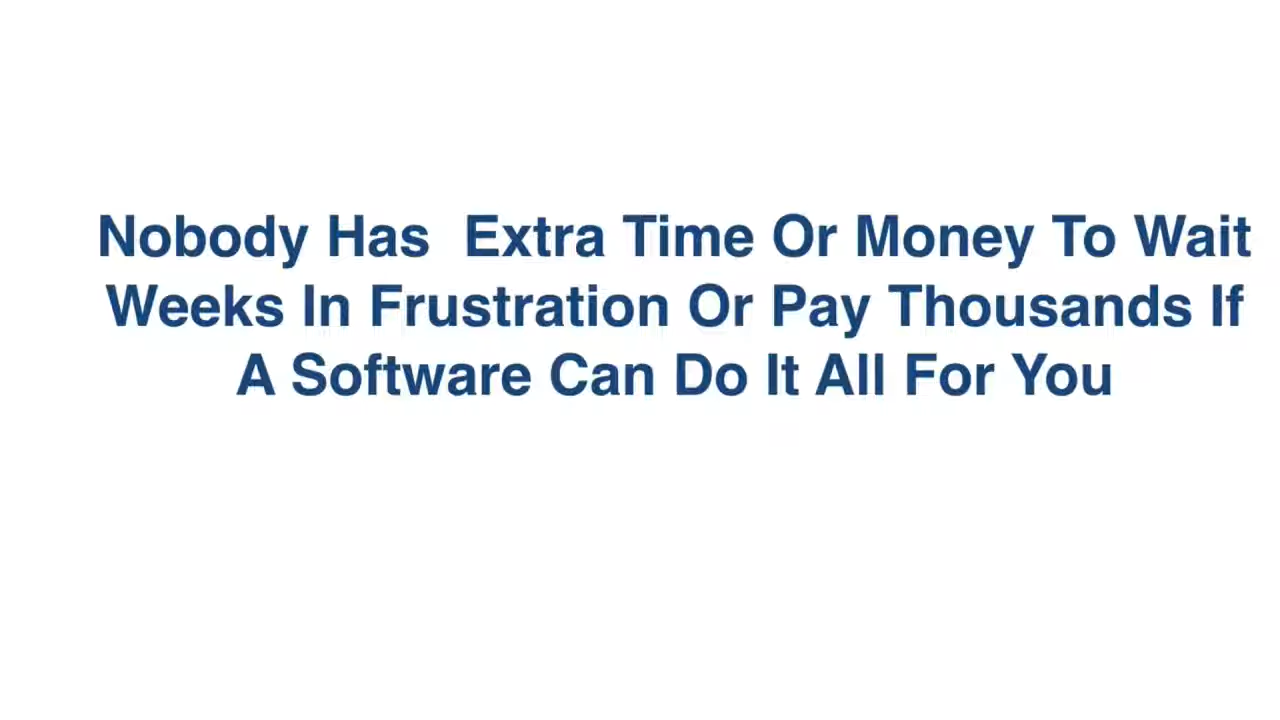 Nobody Has  Extra Time Or Money To Wait
Weeks In Frustration Or Pay Thousands If
A Software Can Do It All For You